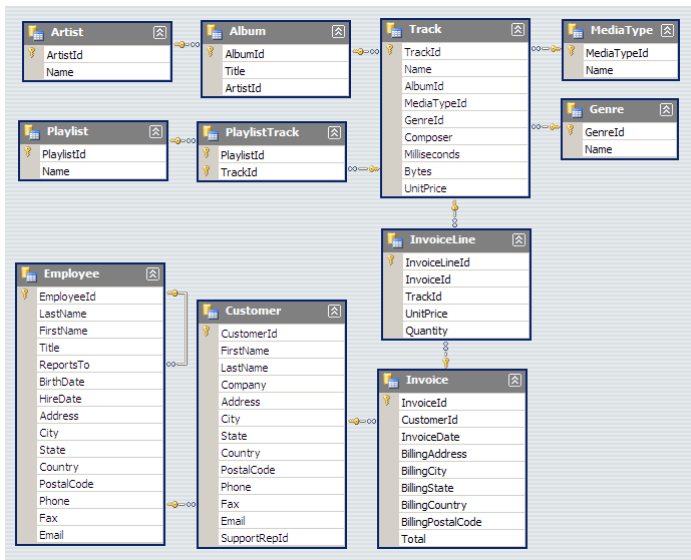 Artist
ArtistId
Name
Album
AlbumId
Title
ArtistId
Track
TrackId
Name
AlbumId
MediaTypeId
GenreId
Composer
Milliseconds
Bytes
UnitPrice
MediaType
MediaTypeId
Name
Genre
GenreId
Name
Playlist
PlaylistId
Name
PlaylistTrack
PlaylistId
TrackId
InvoiceLine
InvoiceLineId
InvoiceId
TrackId
UnitPrice
Quantity
Employee
EmployeeId
LastName
FirstName
Title
ReportsTo
BirthDate
HireDate
Address
City
State
Country
PostalCode
Phone
Fax
Email
Customer
CustomerId
FirstName
LastName
Company
Address
City
State
Country
PostalCode
Phone
Fax
Email
SupportRepId
Invoice
InvoiceId
CustomerId
InvoiceDate
BillingAddress
BillingCity
BillingState
BillingCountry
BillingPostalCode
Total